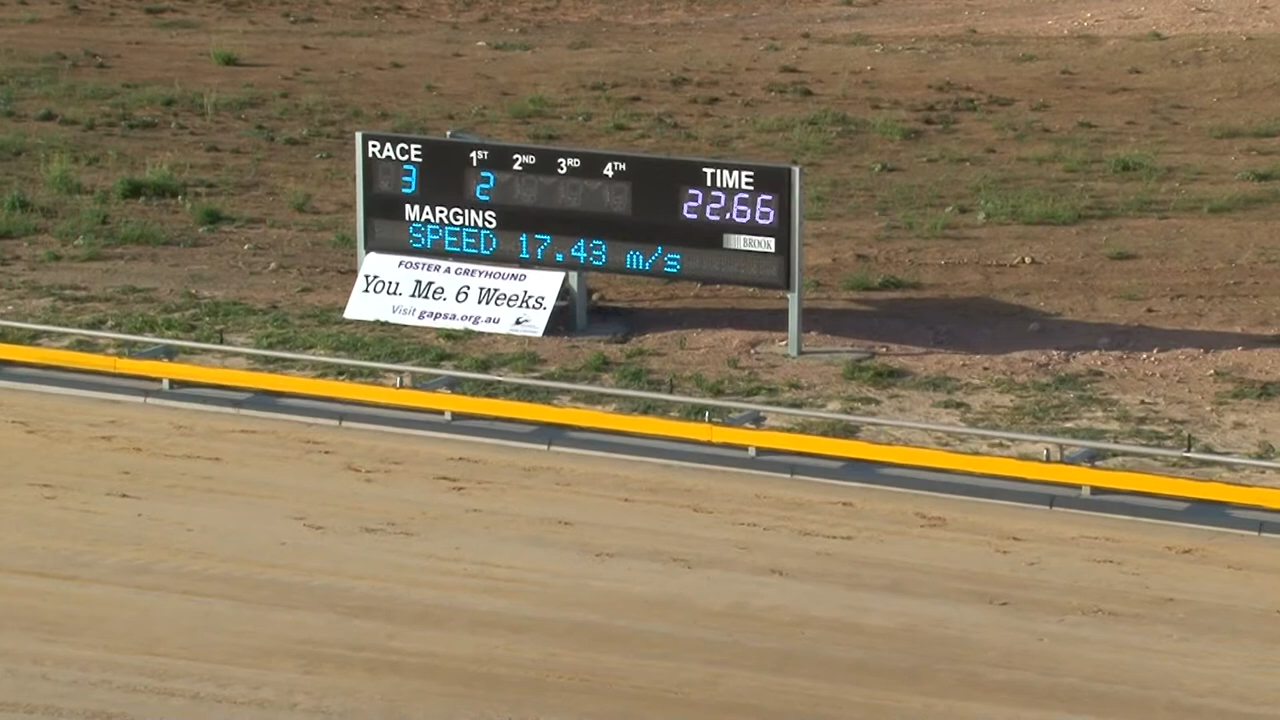 RACE 1ST 2ND 3RD 4TH TIME
3 2 22.66
MARGINS
BROOK
SPEED 17.43 m/s
FOSTER A GREYHOUND
You. Me. 6 Weeks.
Visit gapsa.org.au